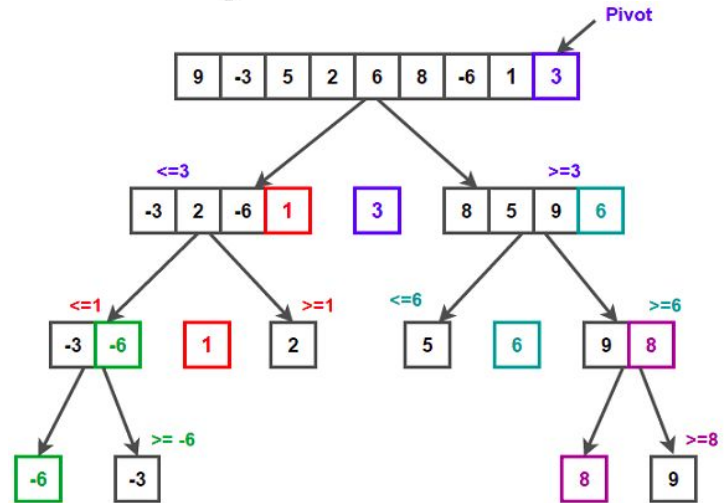 Pivot
9 -3 5 2 6 8 -6 1 3
<=3 >=3
-3 2 -6 1 3 8 5 9 6
<=1 >=1 <=6 >=6
-3 -6 1 2 5 6 9 8
>= -6 >=8
-6 -3 8 9